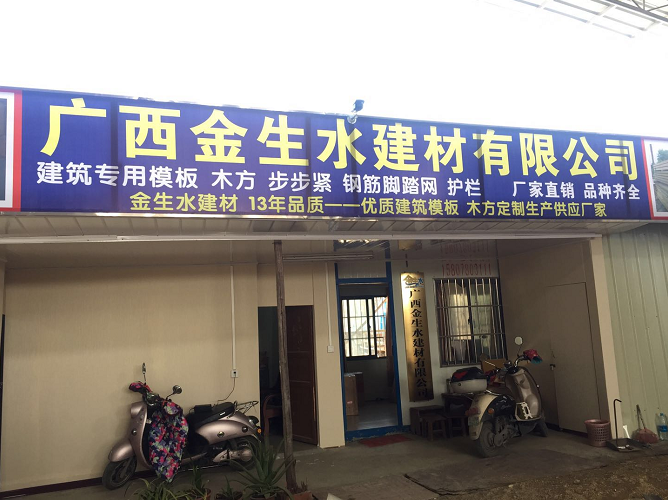 广西金生水建材有限公司
建筑专用模板 木方 步步紧 钢筋脚踏网 护栏 厂家直销 品种齐全
金生水建材 13年品质——优质建筑模板 木方定制生产供应厂家
广西金生水建材有限公司